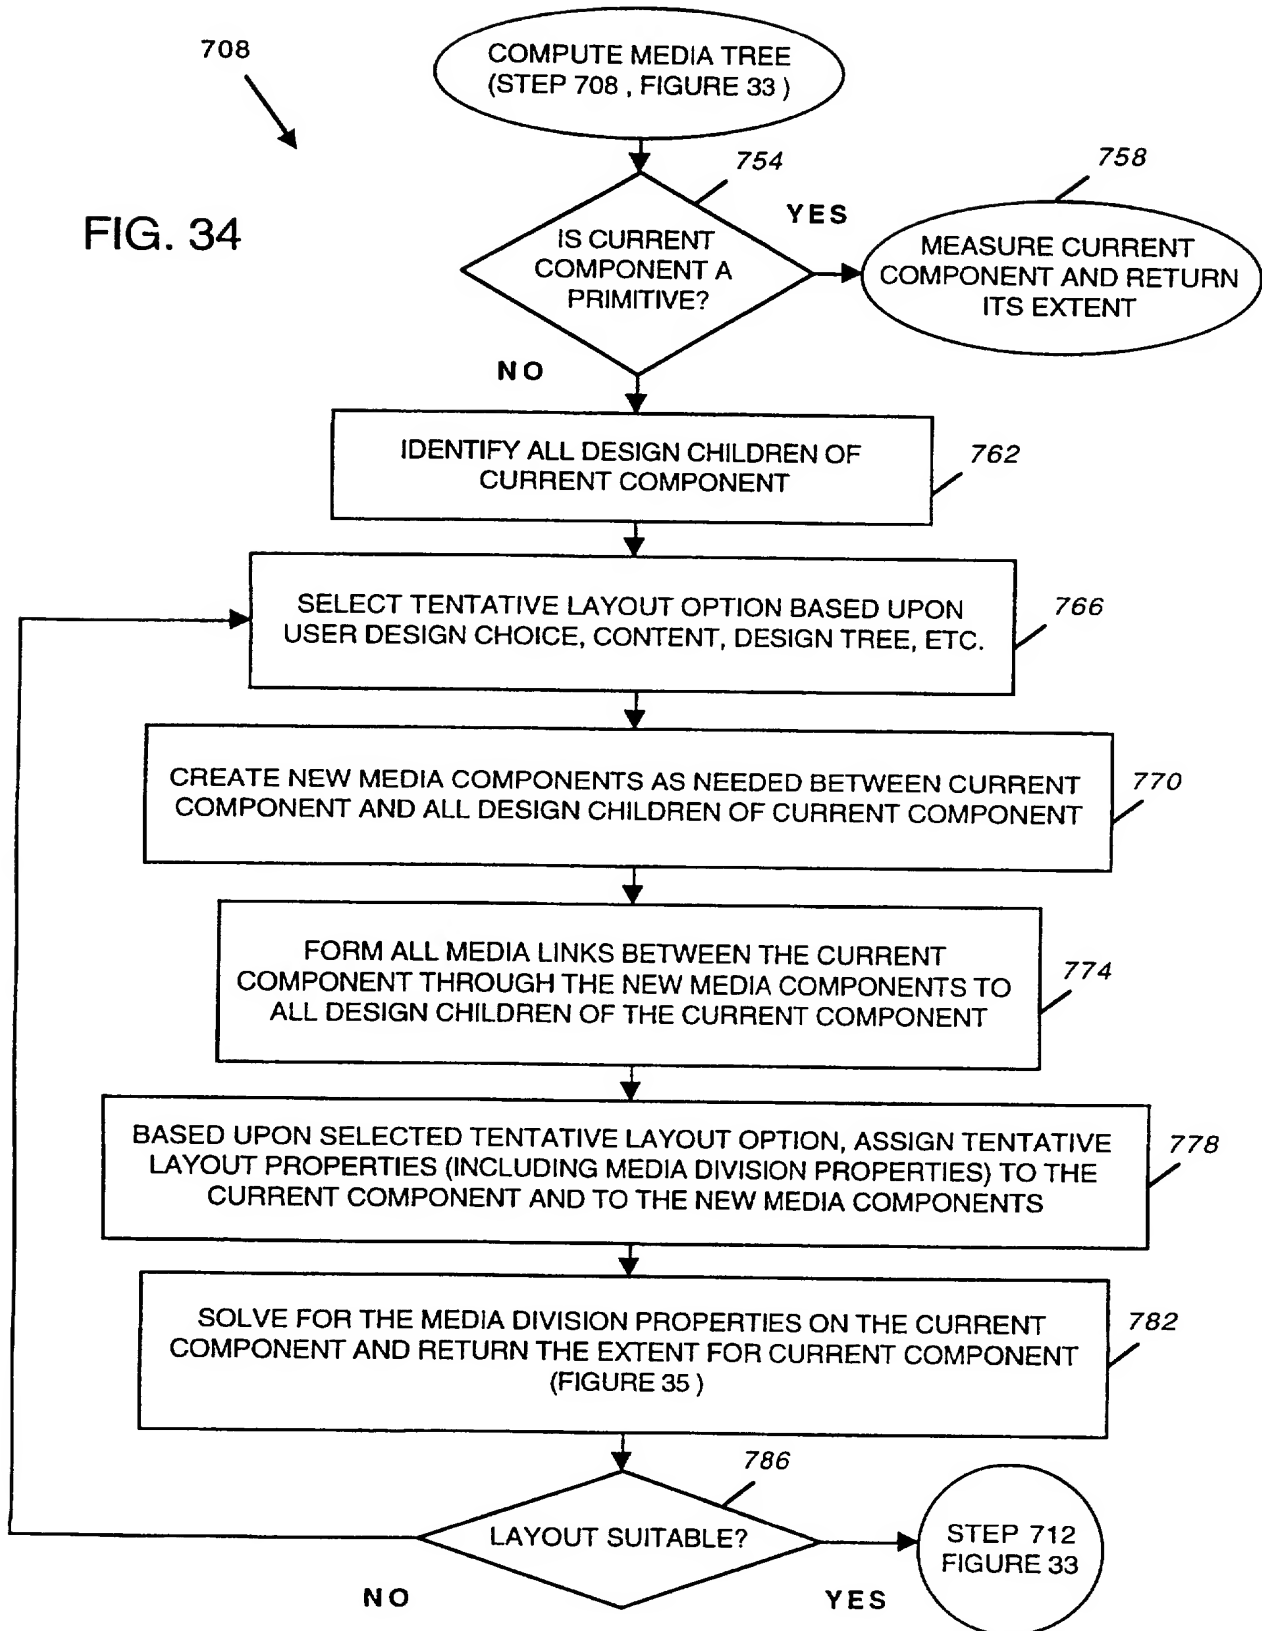 708
COMPUTE MEDIA TREE
(STEP 708 , FIGURE 33 )
FIG. 34
754
758
IS CURRENT
COMPONENT A
PRIMITIVE?
YES
MEASURE CURRENT
COMPONENT AND RETURN
ITS EXTENT
NO
IDENTIFY ALL DESIGN CHILDREN OF
CURRENT COMPONENT
762
SELECT TENTATIVE LAYOUT OPTION BASED UPON
USER DESIGN CHOICE, CONTENT, DESIGN TREE, ETC.
766
CREATE NEW MEDIA COMPONENTS AS NEEDED BETWEEN CURRENT
COMPONENT AND ALL DESIGN CHILDREN OF CURRENT COMPONENT
770
FORM ALL MEDIA LINKS BETWEEN THE CURRENT
COMPONENT THROUGH THE NEW MEDIA COMPONENTS TO
ALL DESIGN CHILDREN OF THE CURRENT COMPONENT
774
BASED UPON SELECTED TENTATIVE LAYOUT OPTION, ASSIGN TENTATIVE
LAYOUT PROPERTIES (INCLUDING MEDIA DIVISION PROPERTIES) TO THE
CURRENT COMPONENT AND TO THE NEW MEDIA COMPONENTS
778
SOLVE FOR THE MEDIA DIVISION PROPERTIES ON THE CURRENT
COMPONENT AND RETURN THE EXTENT FOR CURRENT COMPONENT
(FIGURE 35 )
782
786
LAYOUT SUITABLE?
STEP 712
FIGURE 33
NO
YES